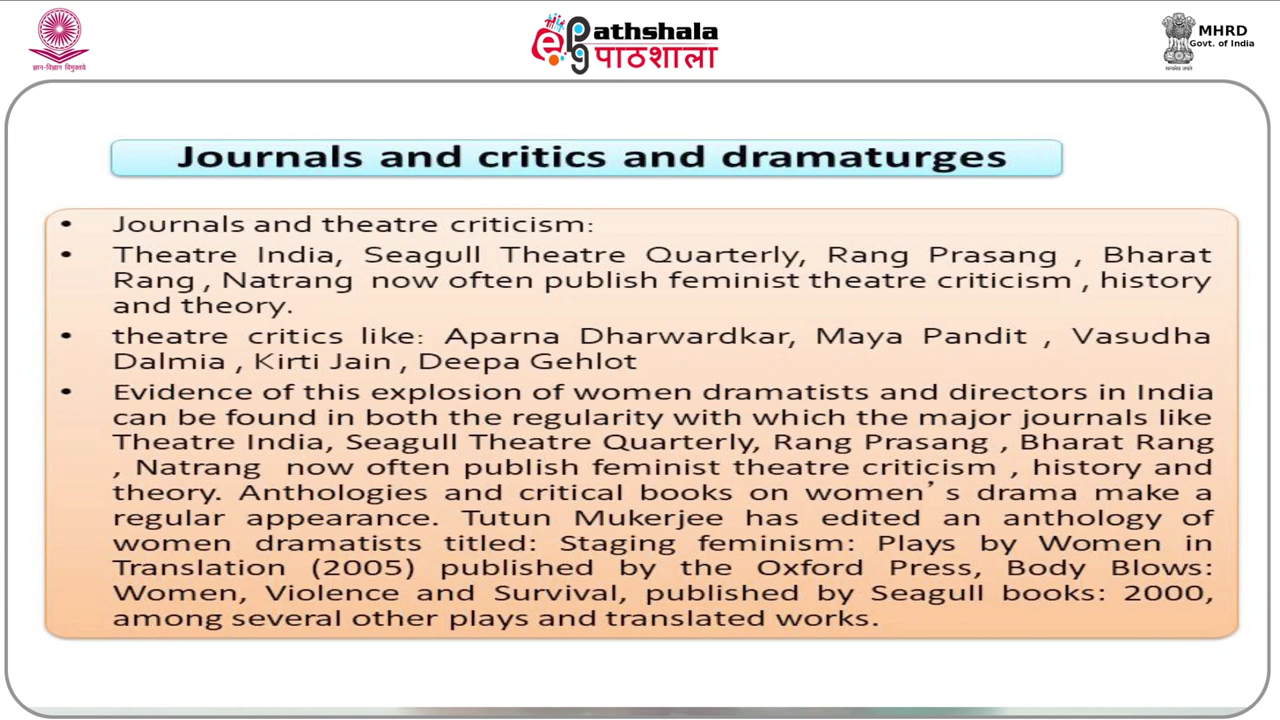 ज्ञान-विज्ञान विमुक्तये
ePgathshala
पाठशाला
MHRD
Govt. of India
सत्यमेव जयते
Journals and critics and dramaturges
• Journals and theatre criticism:
• Theatre India, Seagull Theatre Quarterly, Rang Prasang , Bharat
Rang , Natrang now often publish feminist theatre criticism , history
and theory.
• theatre critics like: Aparna Dharwardkar, Maya Pandit , Vasudha
Dalmia , Kirti Jain , Deepa Gehlot
• Evidence of this explosion of women dramatists and directors in India
can be found in both the regularity with which the major journals like
Theatre India, Seagull Theatre Quarterly, Rang Prasang , Bharat Rang
, Natrang now often publish feminist theatre criticism , history and
theory. Anthologies and critical books on women’s drama make a
regular appearance. Tutun Mukerjee has edited an anthology of
women dramatists titled: Staging feminism: Plays by Women in
Translation (2005) published by the Oxford Press, Body Blows:
Women, Violence and Survival, published by Seagull books: 2000,
among several other plays and translated works.